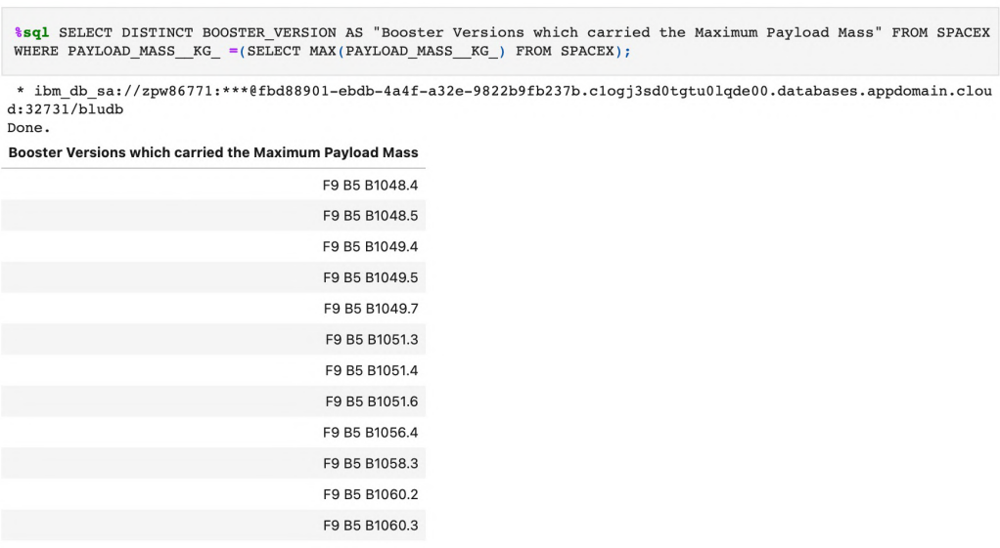 %sql SELECT DISTINCT BOOSTER_VERSION AS "Booster Versions which carried the Maximum Payload Mass" FROM SPACEX
WHERE PAYLOAD_MASS__KG_ =(SELECT MAX(PAYLOAD_MASS__KG_) FROM SPACEX);
* ibm_db_sa://zpw86771:***@fbd88901-ebdb-4a4f-a32e-9822b9fb237b.c1ogj3sd0tgtu0lqde00.databases.appdomain.clou
d:32731/bludb
Done.
Booster Versions which carried the Maximum Payload Mass
F9 B5 B1048.4
F9 B5 B1048.5
F9 B5 B1049.4
F9 B5 B1049.5
F9 B5 B1049.7
F9 B5 B1051.3
F9 B5 B1051.4
F9 B5 B1051.6
F9 B5 B1056.4
F9 B5 B1058.3
F9 B5 B1060.2
F9 B5 B1060.3